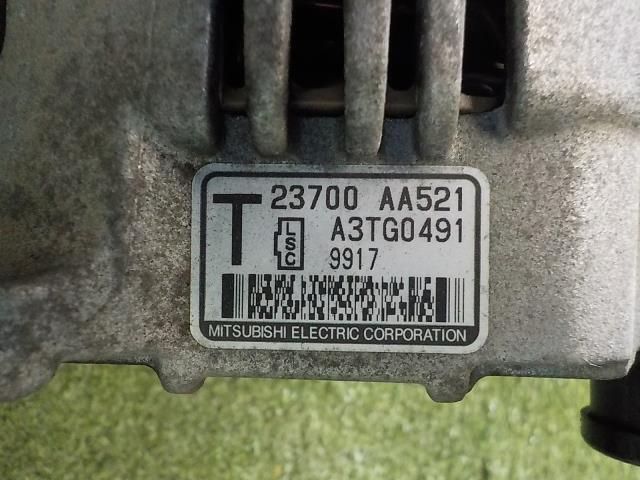 T 23700 AA521
LSC A3TG0491
9917
MITSUBISHI ELECTRIC CORPORATION